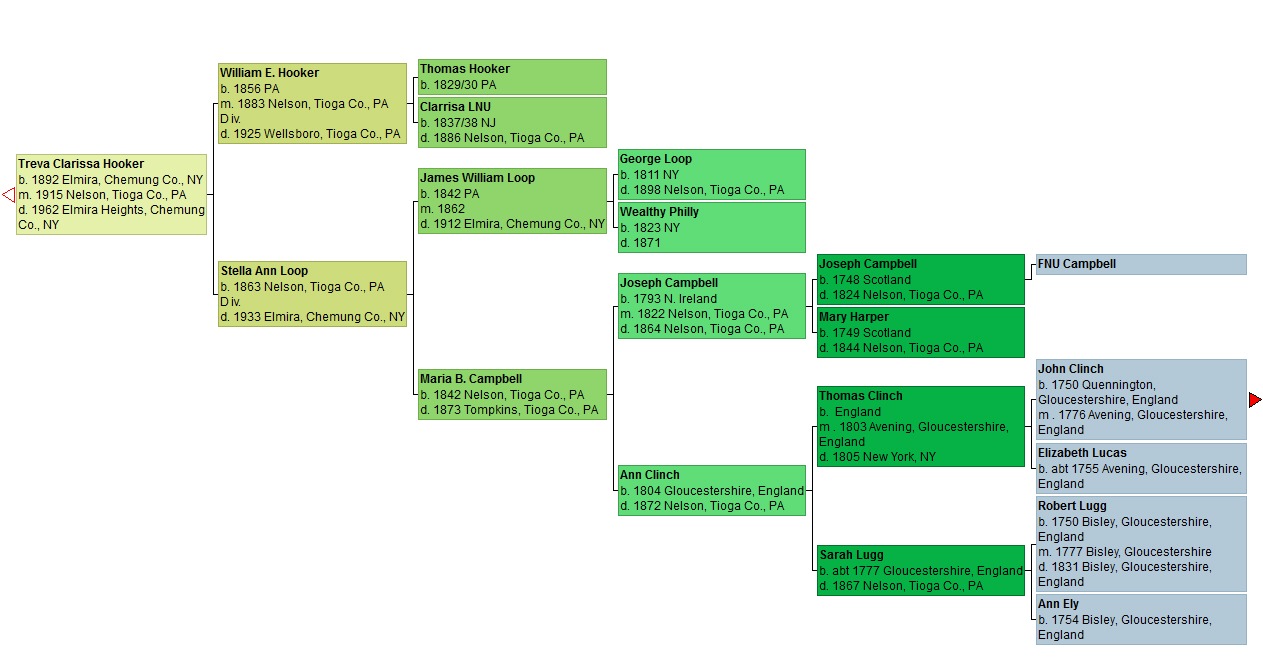 Treva Clarissa Hooker
b. 1892 Elmira, Chemung Co., NY
m. 1915 Nelson, Tioga Co., PA
d. 1962 Elmira Heights, Chemung
Co., NY
William E. Hooker
b. 1856 PA
m. 1883 Nelson, Tioga Co., PA
Div.
d. 1925 Wellsboro, Tioga Co., PA
Stella Ann Loop
b. 1863 Nelson, Tioga Co., PA
Div.
d. 1933 Elmira, Chemung Co., NY
Thomas Hooker
b. 1829/30 PA
Clarrisa LNU
b. 1837/38 NJ
d. 1886 Nelson, Tioga Co., PA
James William Loop
b. 1842 PA
m. 1862
d. 1912 Elmira, Chemung Co., NY
Maria B. Campbell
b. 1842 Nelson, Tioga Co., PA
d. 1873 Tompkins, Tioga Co., PA
George Loop
b. 1811 NY
d. 1898 Nelson, Tioga Co., PA
Wealthy Philly
b. 1823 NY
d. 1871
Joseph Campbell
b. 1793 N. Ireland
m. 1822 Nelson, Tioga Co., PA
d. 1864 Nelson, Tioga Co., PA
Ann Clinch
b. 1804 Gloucestershire, England
d. 1872 Nelson, Tioga Co., PA
Joseph Campbell
b. 1748 Scotland
d. 1824 Nelson, Tioga Co., PA
Mary Harper
b. 1749 Scotland
d. 1844 Nelson, Tioga Co., PA
Thomas Clinch
b. England
m. 1803 Avening, Gloucestershire,
England
d. 1805 New York, NY
Sarah Lugg
b. abt 1777 Gloucestershire, England
d. 1867 Nelson, Tioga Co., PA
FNU Campbell
John Clinch
b. 1750 Quennington,
Gloucestershire, England
m. 1776 Avening, Gloucestershire,
England
Elizabeth Lucas
b. abt 1755 Avening, Gloucestershire,
England
Robert Lugg
b. 1750 Bisley, Gloucestershire,
England
m. 1777 Bisley, Gloucestershire
d. 1831 Bisley, Gloucestershire,
England
Ann Ely
b. 1754 Bisley, Gloucestershire,
England